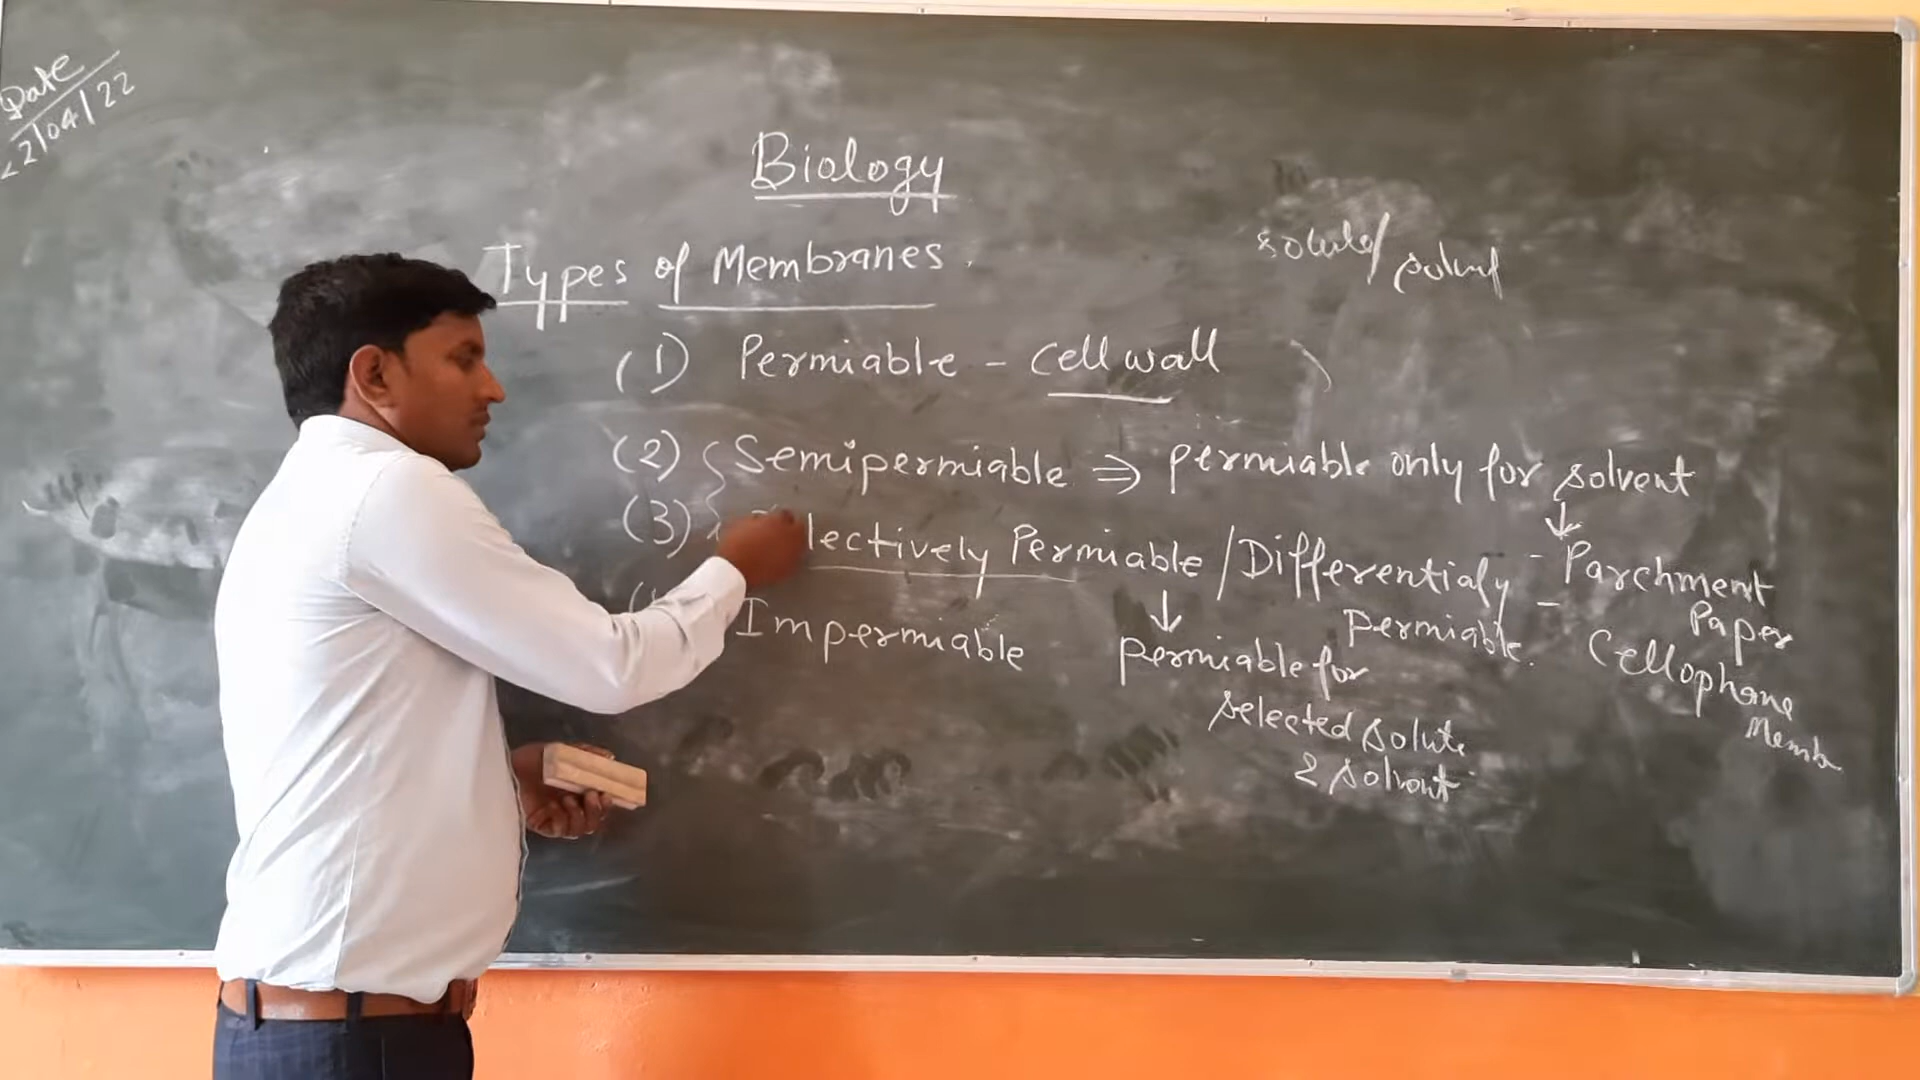 Date
2/04/22
Biology
Types of Membranes.
solute/solvent
(1) Permiable - Cell wall
(2) Semipermiable ⇒ permiable only for solvent
↓
(3) lectively Permiable / Differentialy
permiable.
- Parchment
Paper
- Cellophane
Memb
↓
permiable for
selected solute
& solvent
Impermiable